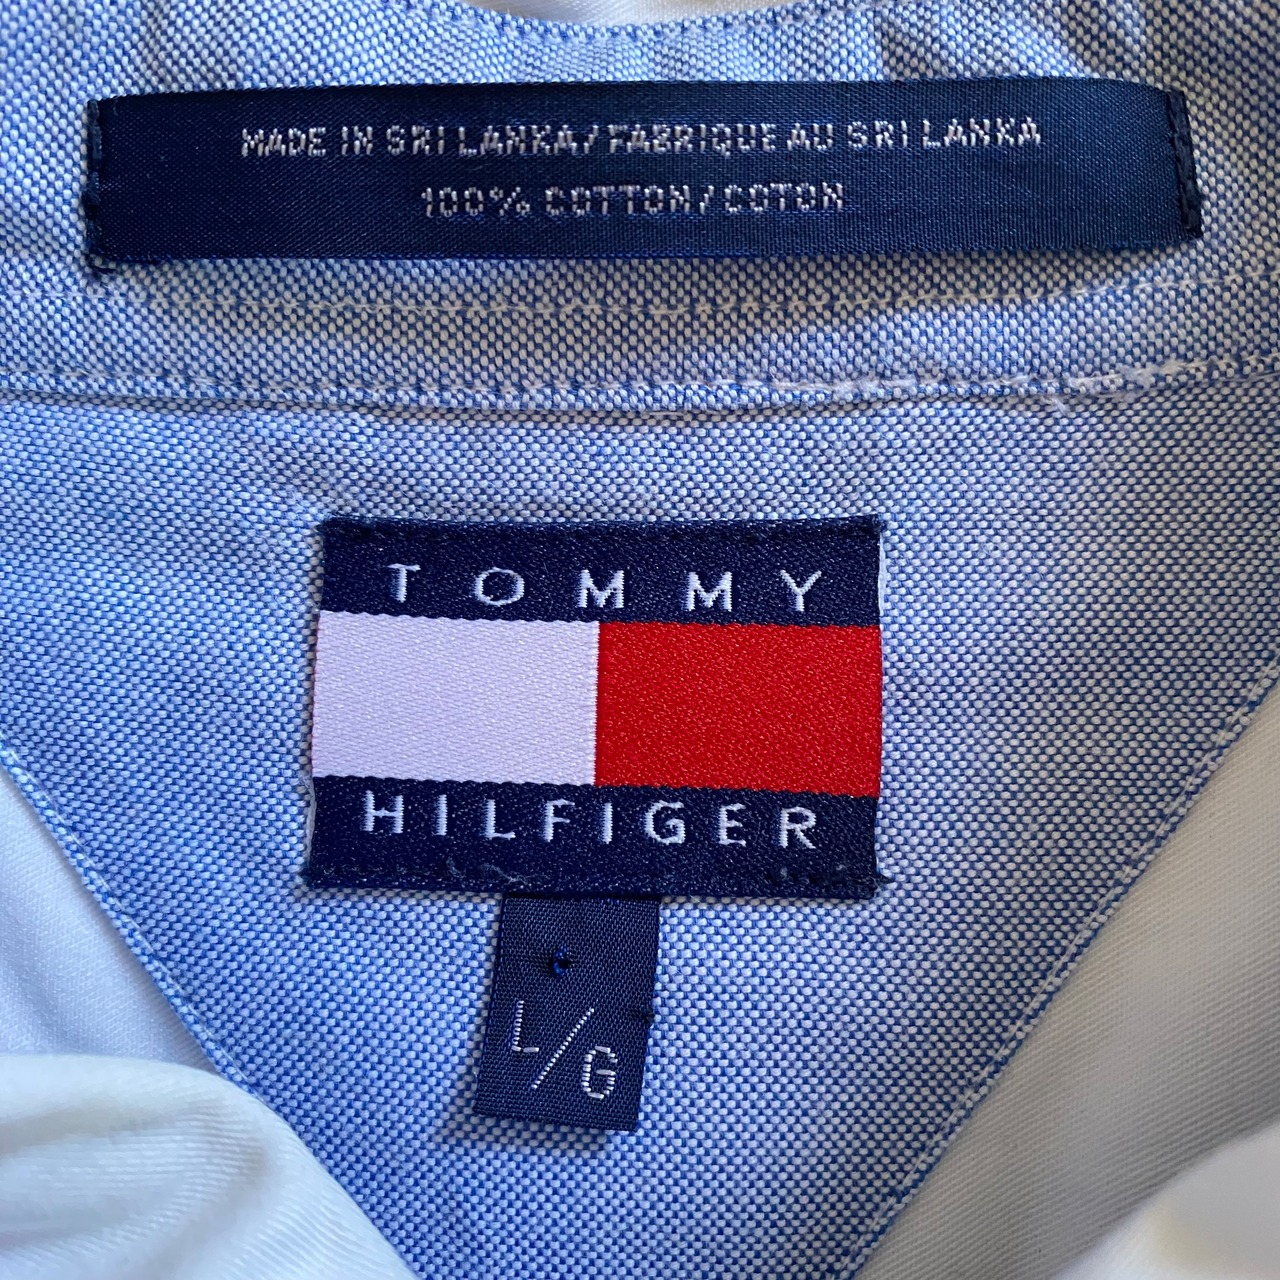 MADE IN SRI LANKA/FABRIQUE AU SRI LANKA
100% COTTON/COTON
TOMMY
HILFIGER
L/G